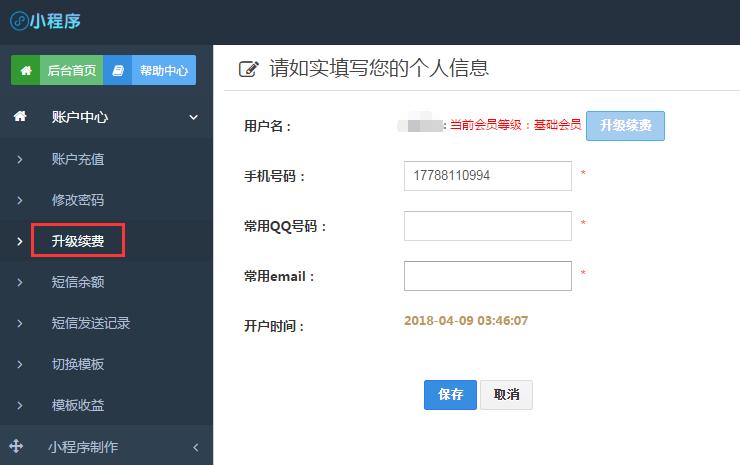 小程序
后台首页 帮助中心
账户中心
账户充值
修改密码
升级续费
短信余额
短信发送记录
切换模板
模板收益
小程序制作
请如实填写您的个人信息
用户名： : 当前会员等级：基础会员 升级续费
手机号码： 17788110994 *
常用QQ号码： *
常用email： *
开户时间： 2018-04-09 03:46:07
保存 取消